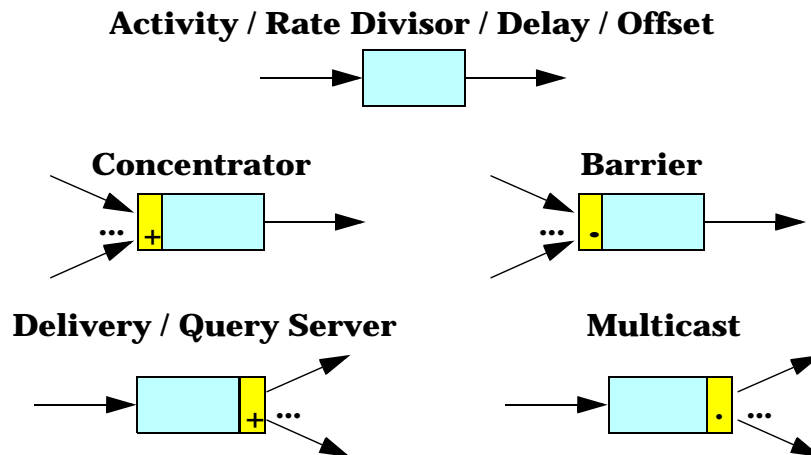 Activity / Rate Divisor / Delay / Offset
Concentrator
Barrier
... +
... •
Delivery / Query Server
Multicast
+ ...
• ...